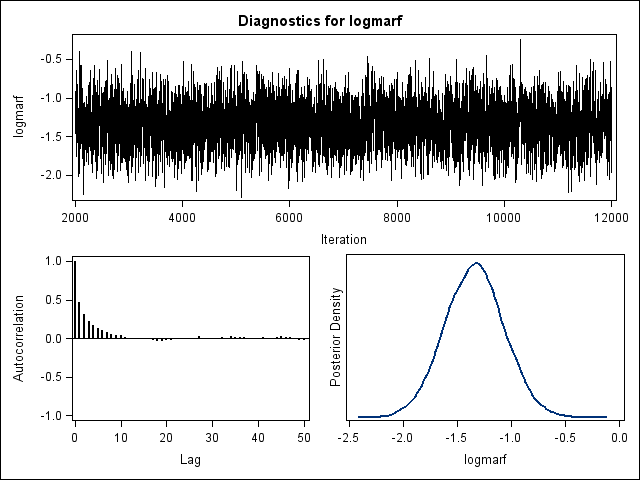 Diagnostics for logmarf
logmarf
-0.5
-1.0
-1.5
-2.0
2000 4000 6000 8000 10000 12000
Iteration
Autocorrelation
1.0
0.5
0.0
-0.5
-1.0
0 10 20 30 40 50
Lag
Posterior Density
-2.5 -2.0 -1.5 -1.0 -0.5 0.0
logmarf